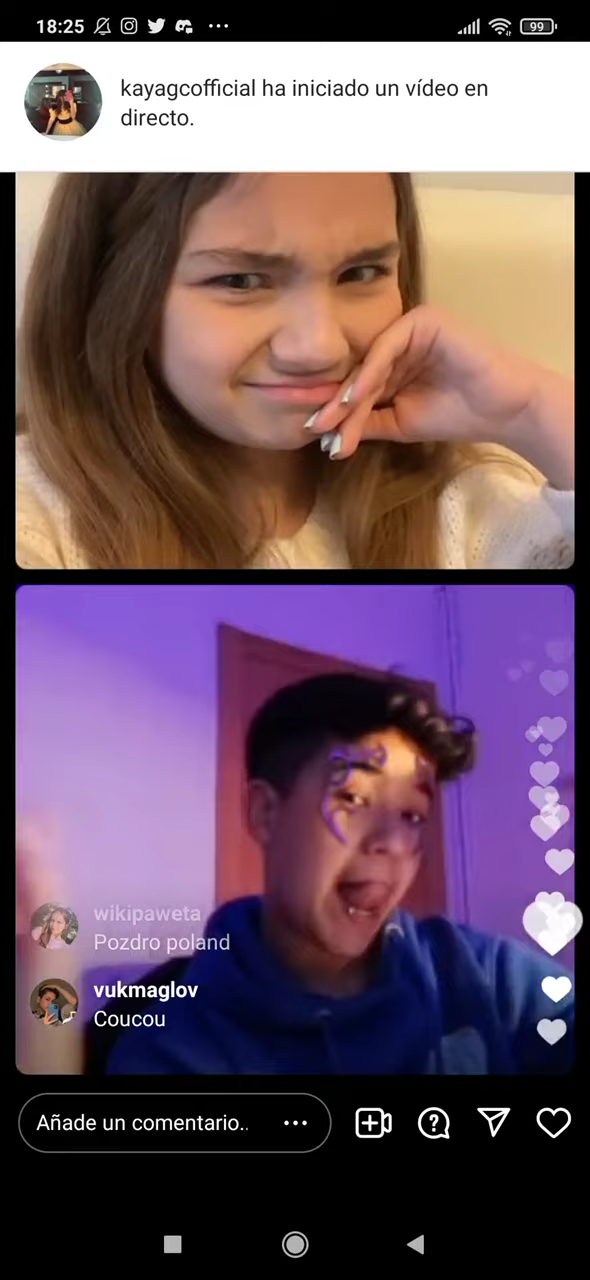 18:25
99
kayagcofficial ha iniciado un vídeo en
directo.
wikipaweta
Pozdro poland
vukmaglov
Coucou
Añade un comentario..